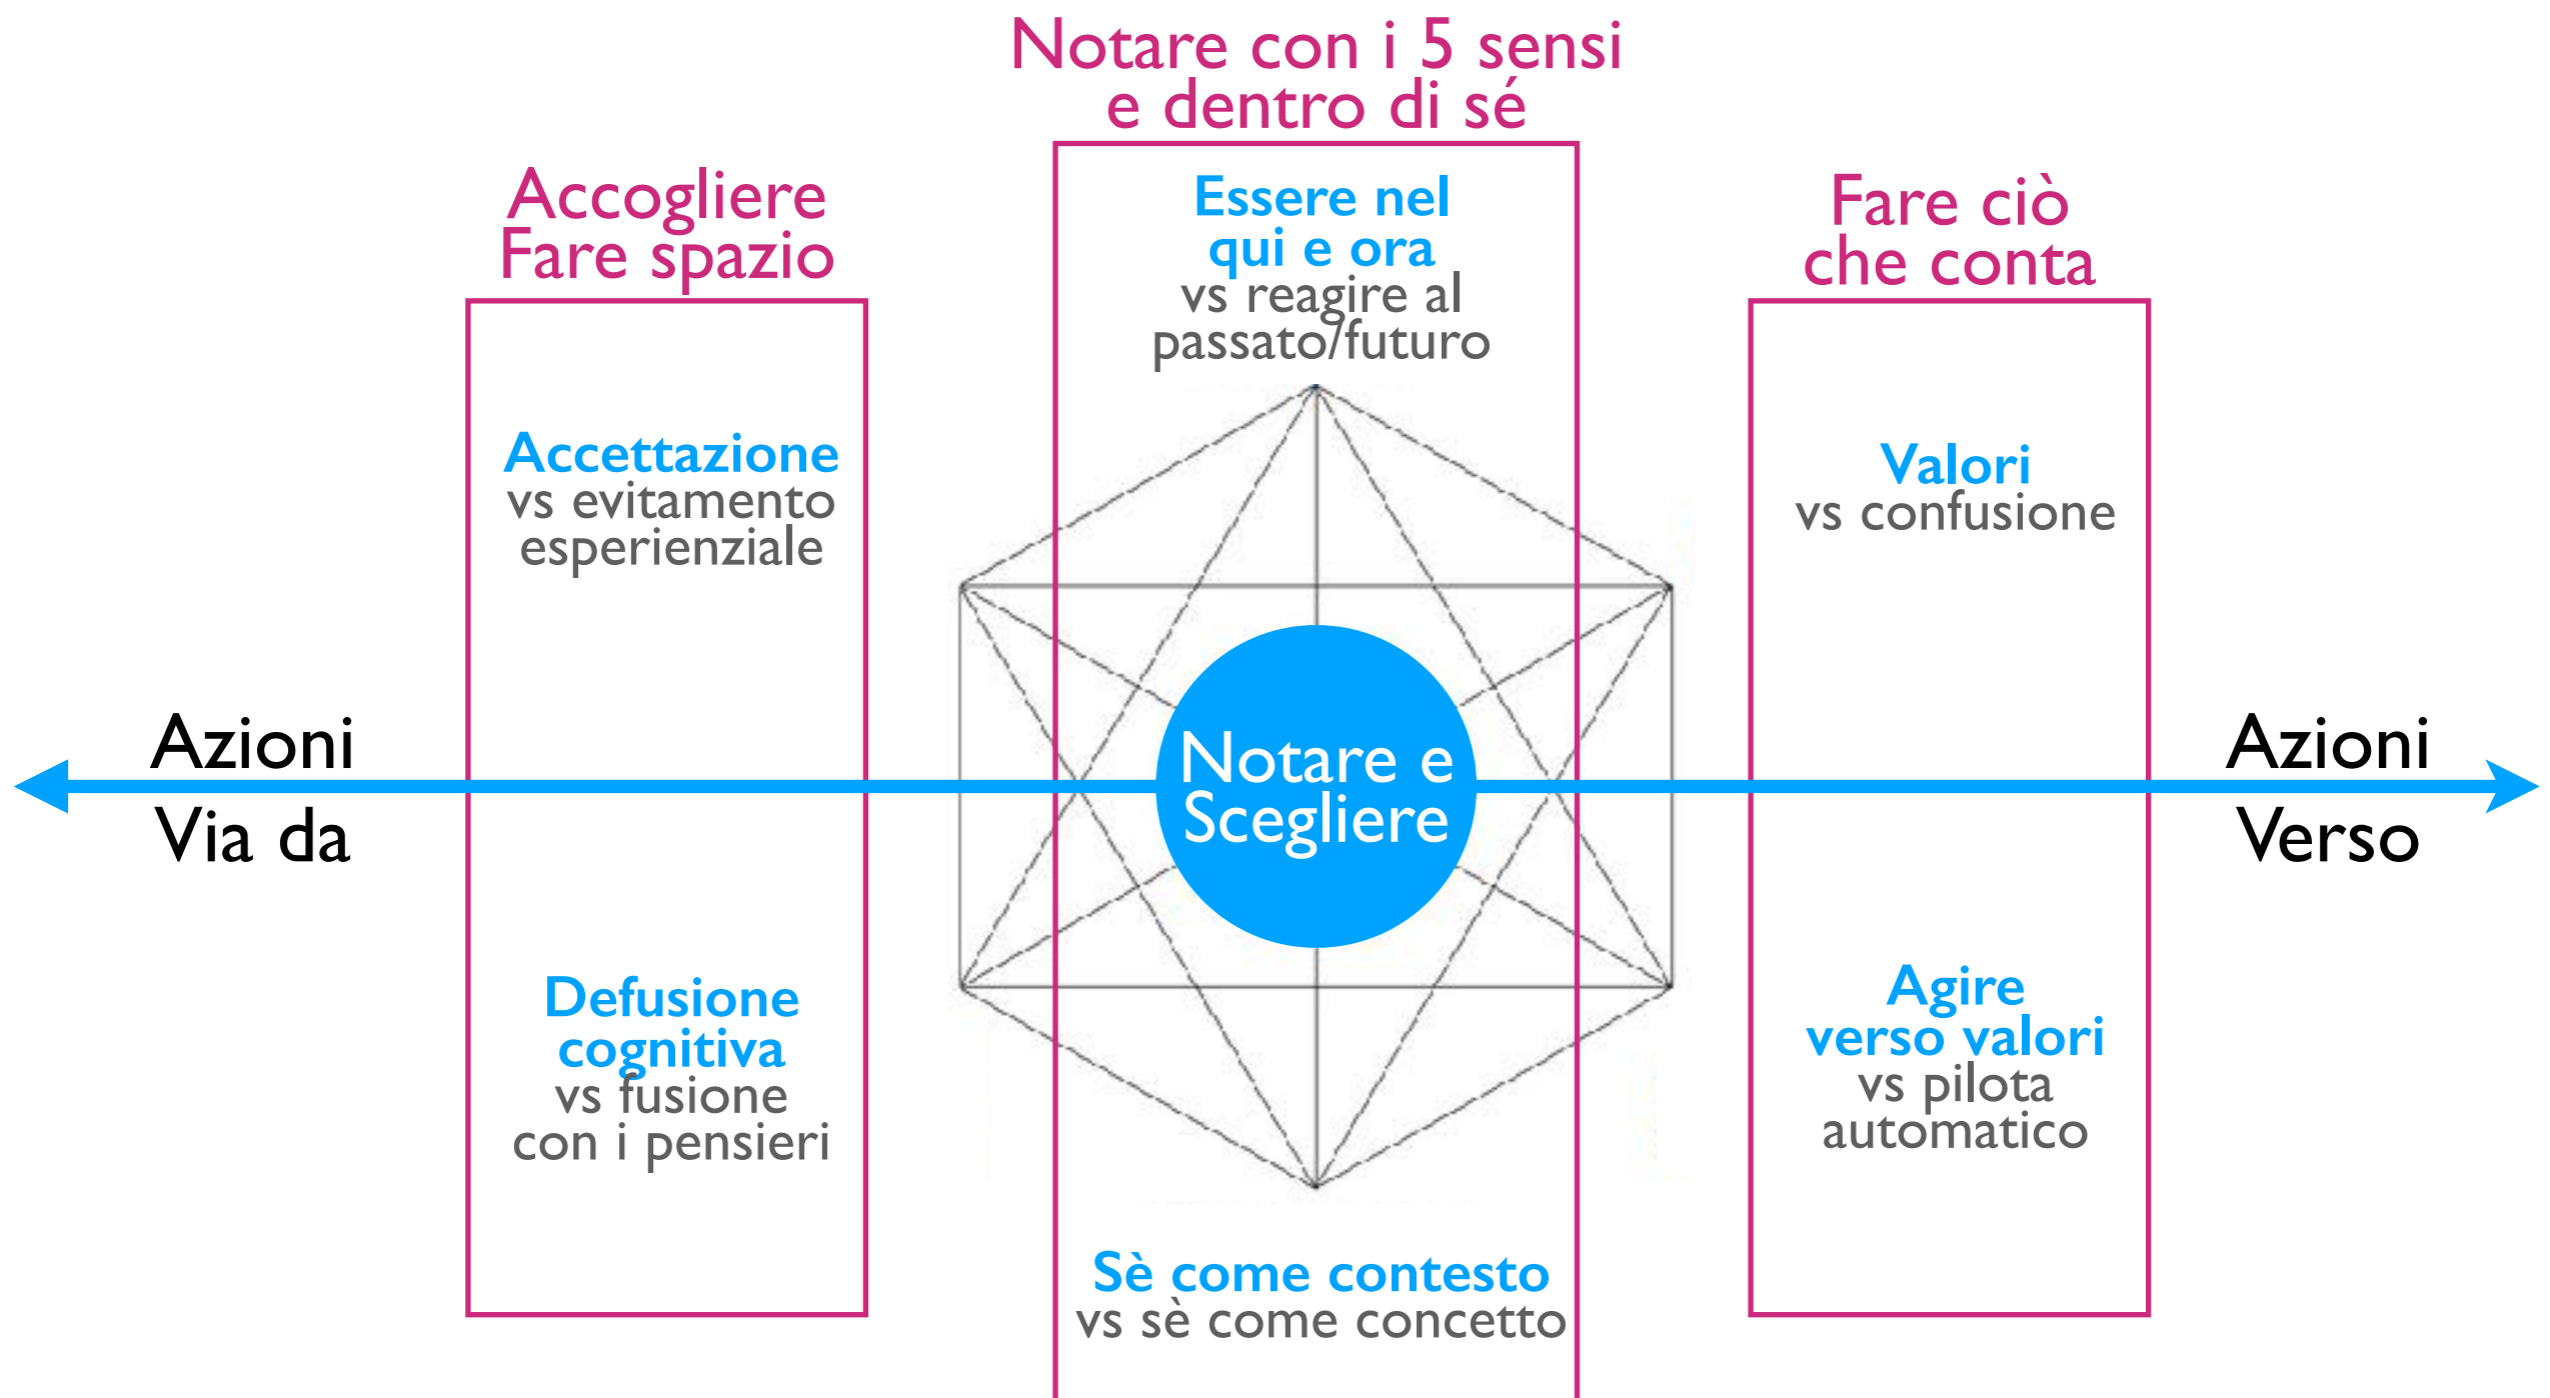 Notare con i 5 sensi
e dentro di sé
Accogliere
Fare spazio
Essere nel
qui e ora
vs reagire al
passato/futuro
Fare ciò
che conta
Accettazione
vs evitamento
esperienziale
Valori
vs confusione
Azioni
Via da
Notare e
Scegliere
Azioni
Verso
Defusione
cognitiva
vs fusione
con i pensieri
Agire
verso valori
vs pilota
automatico
Sè come contesto
vs sè come concetto